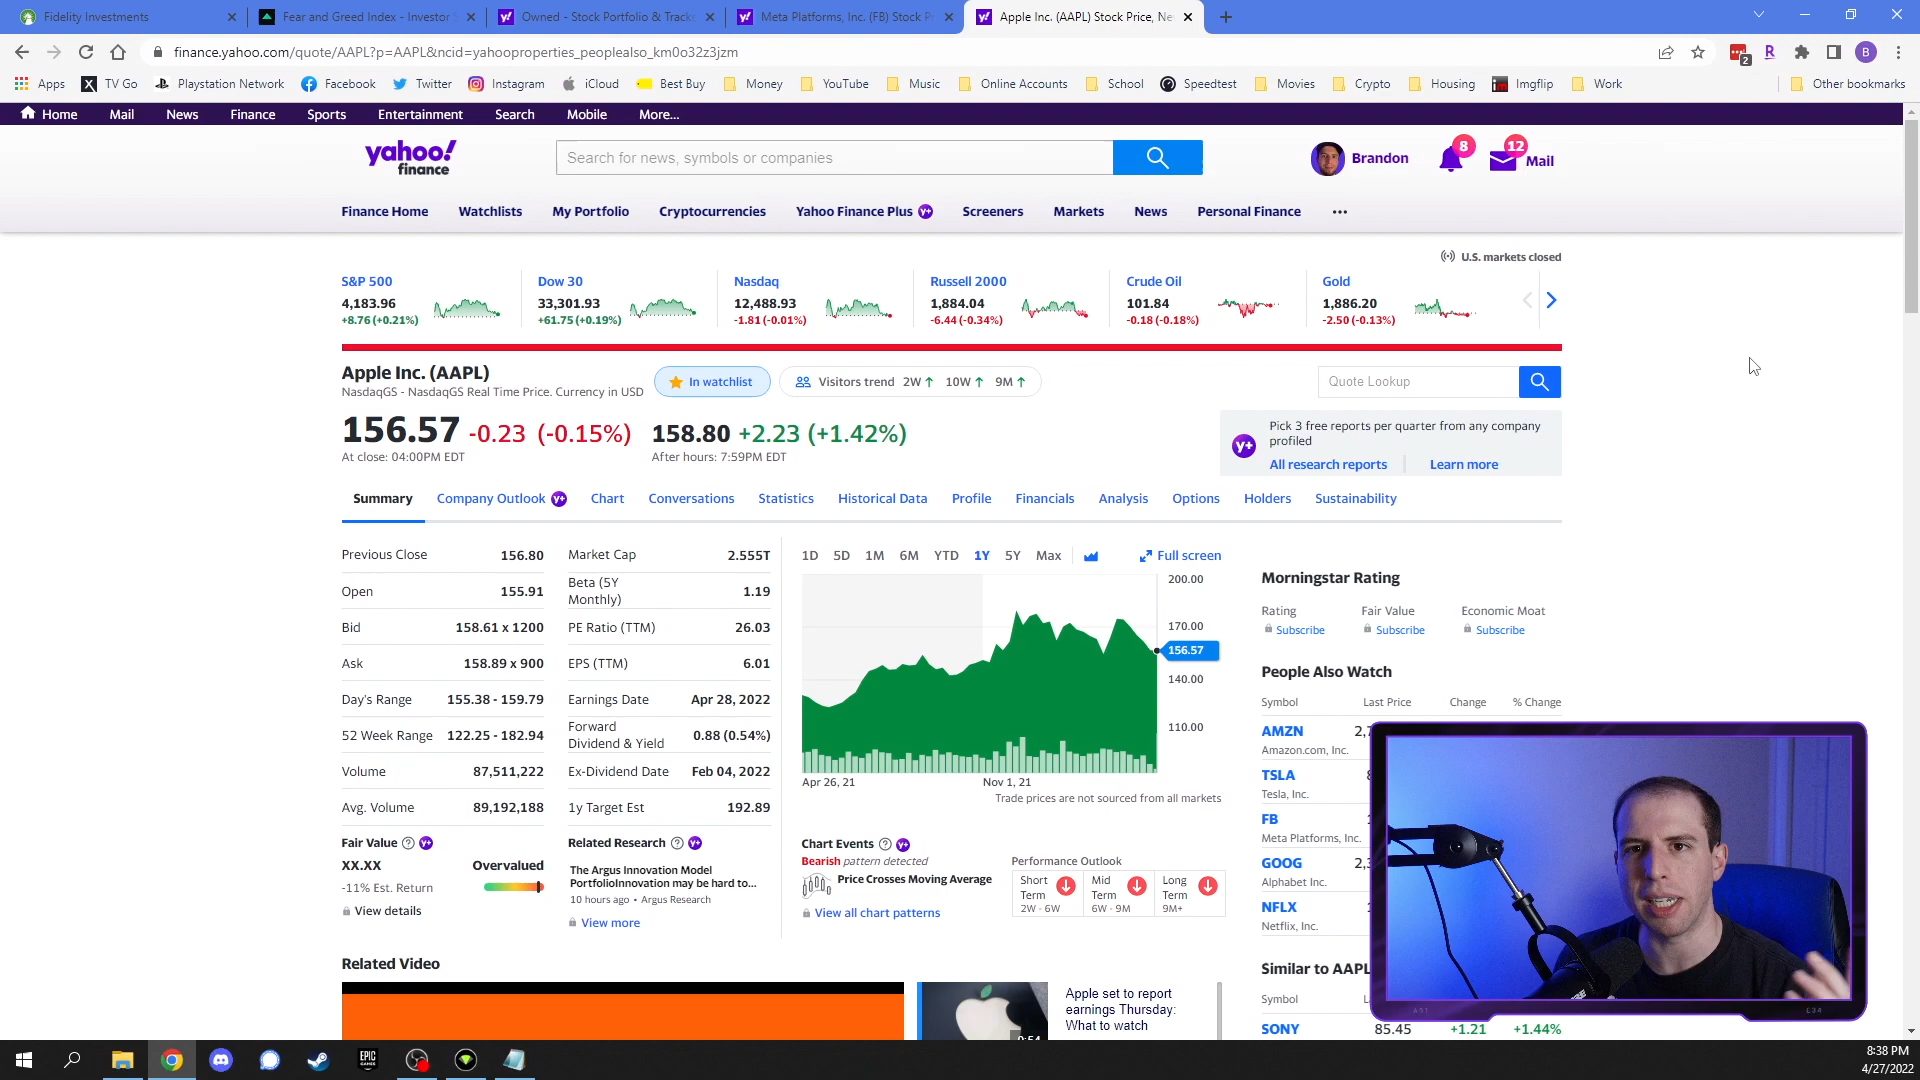 Fidelity Investments
Fear and Greed Index - Investor S
Owned - Stock Portfolio & Tracke
Meta Platforms, Inc. (FB) Stock Pr
Apple Inc. (AAPL) Stock Price, Ne
finance.yahoo.com/quote/AAPL?p=AAPL&ncid=yahooproperties_peoplealso_km0o32z3jzm
2
B
Apps
TV Go
Playstation Network
Facebook
Twitter
Instagram
iCloud
Best Buy
Money
YouTube
Music
Online Accounts
School
Speedtest
Movies
Crypto
Housing
Imgflip
Work
Other bookmarks
Home Mail News Finance Sports Entertainment Search Mobile More...
yahoo!
finance
Search for news, symbols or companies
Brandon
8
12
Mail
Finance Home Watchlists My Portfolio Cryptocurrencies Yahoo Finance Plus Y+ Screeners Markets News Personal Finance ...
U.S. markets closed
S&P 500
4,183.96
+8.76 (+0.21%)
Dow 30
33,301.93
+61.75 (+0.19%)
Nasdaq
12,488.93
-1.81 (-0.01%)
Russell 2000
1,884.04
-6.44 (-0.34%)
Crude Oil
101.84
-0.18 (-0.18%)
Gold
1,886.20
-2.50 (-0.13%)
Apple Inc. (AAPL)
NasdaqGS - NasdaqGS Real Time Price. Currency in USD
In watchlist
Visitors trend 2W↑ 10W↑ 9M↑
Quote Lookup
156.57 -0.23 (-0.15%)
At close: 04:00PM EDT
158.80 +2.23 (+1.42%)
After hours: 7:59PM EDT
y+
Pick 3 free reports per quarter from any company
profiled
All research reports Learn more
Summary Company Outlook y+ Chart Conversations Statistics Historical Data Profile Financials Analysis Options Holders Sustainability
Previous Close 156.80
Open 155.91
Bid 158.61 x 1200
Ask 158.89 x 900
Day's Range 155.38 - 159.79
52 Week Range 122.25 - 182.94
Volume 87,511,222
Avg. Volume 89,192,188
Market Cap 2.555T
Beta (5Y
Monthly) 1.19
PE Ratio (TTM) 26.03
EPS (TTM) 6.01
Earnings Date Apr 28, 2022
Forward
Dividend & Yield 0.88 (0.54%)
Ex-Dividend Date Feb 04, 2022
1y Target Est 192.89
1D 5D 1M 6M YTD 1Y 5Y Max
Full screen
200.00
170.00
156.57
140.00
110.00
Apr 26, 21
Nov 1, 21
Trade prices are not sourced from all markets
Fair Value ? y+
XX.XX Overvalued
-11% Est. Return
View details
Related Research ? y+
The Argus Innovation Model
PortfolioInnovation may be hard to...
10 hours ago • Argus Research
View more
Chart Events ? y+
Bearish pattern detected
Price Crosses Moving Average
View all chart patterns
Performance Outlook
Short
Term
2W - 6W
Mid
Term
6W - 9M
Long
Term
9M+
Morningstar Rating
Rating Fair Value Economic Moat
Subscribe Subscribe Subscribe
People Also Watch
Symbol Last Price Change % Change
AMZN
Amazon.com, Inc.
TSLA
Tesla, Inc.
FB
Meta Platforms, Inc.
GOOG
Alphabet Inc.
NFLX
Netflix, Inc.
Similar to AAPL
Symbol
SONY 85.45 +1.21 +1.44%
Related Video
Apple set to report
earnings Thursday:
What to watch
EPIC
GAMES
8:38 PM
4/27/2022